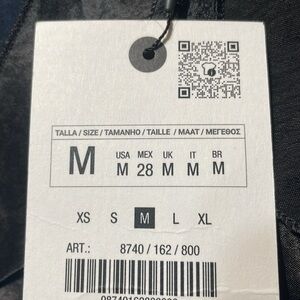 TALLA / SIZE / TAMANHO / TAILLE / MAAT / ΜΕΓΕΘΟΣ
M
USA MEX UK IT BR
M 28 M M M
XS S M L XL
ART.: 8740 / 162 / 800